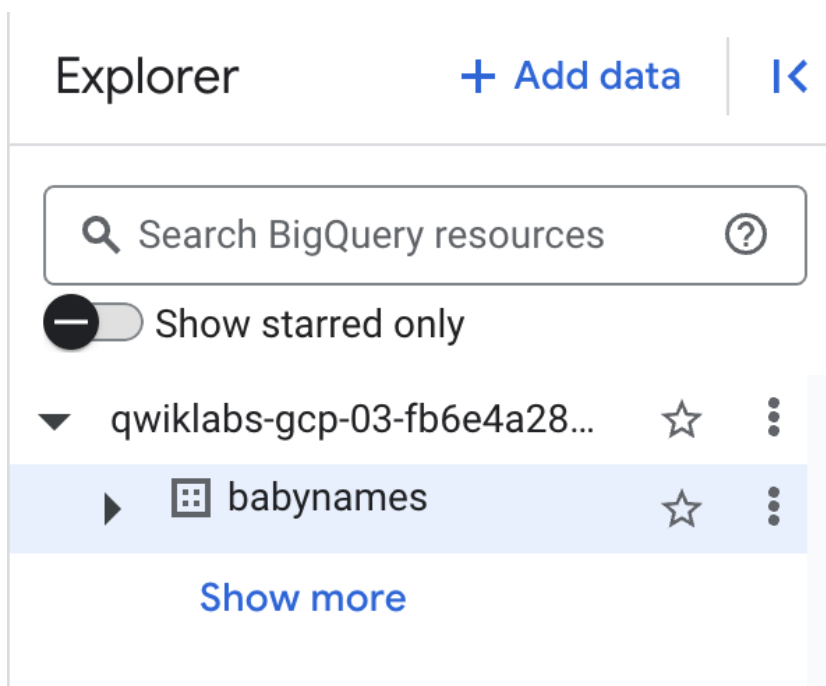 Explorer + Add data
Search BigQuery resources
Show starred only
qwiklabs-gcp-03-fb6e4a28...
babynames
Show more